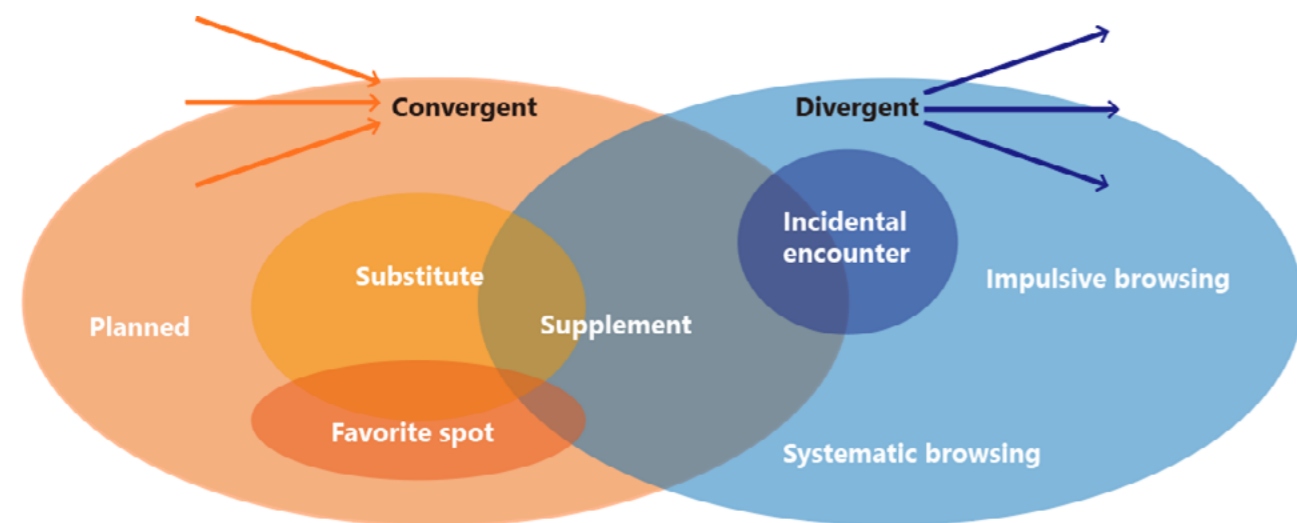 Convergent
Divergent
Incidental
encounter
Substitute
Impulsive browsing
Planned
Supplement
Favorite spot
Systematic browsing